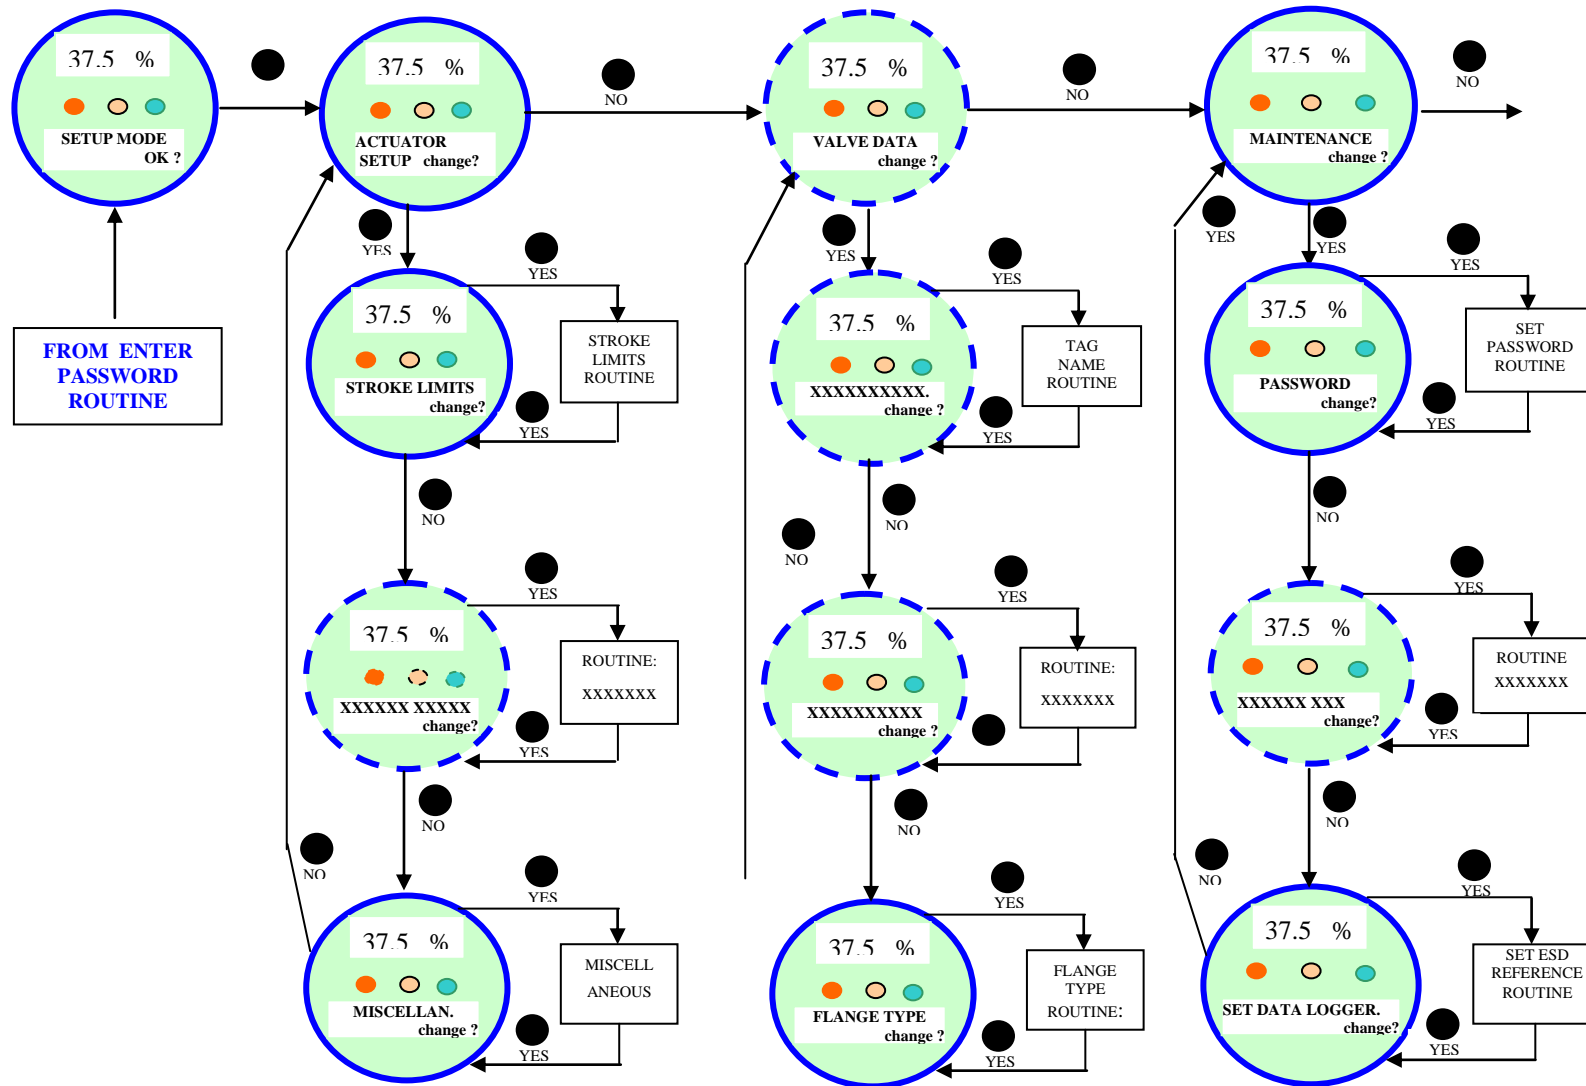 37.5 %
SETUP MODE
OK ?
FROM ENTER
PASSWORD
ROUTINE
37.5 %
ACTUATOR
SETUP change?
NO
YES
37.5 %
STROKE LIMITS
change?
YES
STROKE
LIMITS
ROUTINE
YES
NO
37.5 %
XXXXXX XXXXX
change?
YES
ROUTINE:
XXXXXXX
YES
NO
NO
37.5 %
MISCELLAN.
change ?
YES
MISCELL
ANEOUS
YES
37.5 %
VALVE DATA
change ?
NO
YES
37.5 %
XXXXXXXXXX.
change ?
YES
TAG
NAME
ROUTINE
YES
NO
NO
37.5 %
XXXXXXXXXX
change ?
YES
ROUTINE:
XXXXXXX
NO
37.5 %
FLANGE TYPE
change ?
YES
FLANGE
TYPE
ROUTINE:
YES
37.5 %
MAINTENANCE
change ?
NO
YES
YES
37.5 %
PASSWORD
change?
YES
SET
PASSWORD
ROUTINE
YES
NO
37.5 %
XXXXXX XXX
change?
YES
ROUTINE
XXXXXXX
YES
NO
NO
37.5 %
SET DATA LOGGER.
change?
YES
SET ESD
REFERENCE
ROUTINE
YES